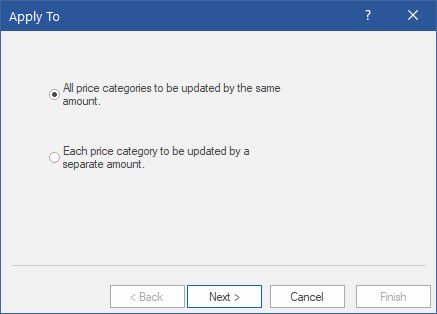 Apply To
?
All price categories to be updated by the same
amount.
Each price category to be updated by a
separate amount.
< Back
Next >
Cancel
Finish